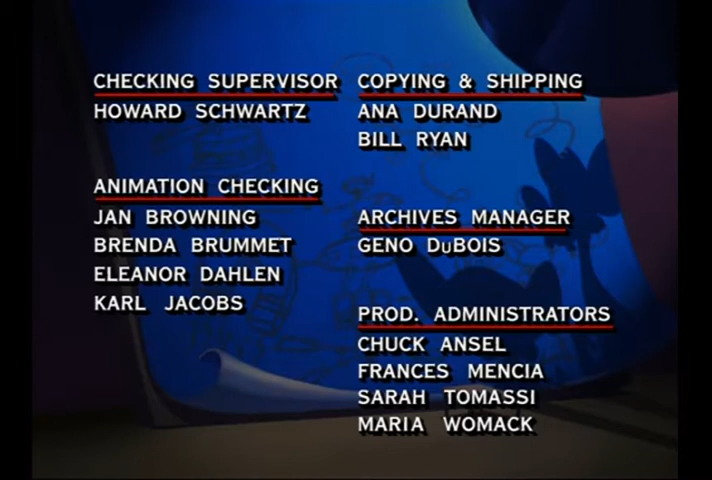 CHECKING SUPERVISOR
HOWARD SCHWARTZ
ANIMATION CHECKING
JAN BROWNING
BRENDA BRUMMET
ELEANOR DAHLEN
KARL JACOBS
COPYING & SHIPPING
ANA DURAND
BILL RYAN
ARCHIVES MANAGER
GENO DuBOIS
PROD. ADMINISTRATORS
CHUCK ANSEL
FRANCES MENCIA
SARAH TOMASSI
MARIA WOMACK